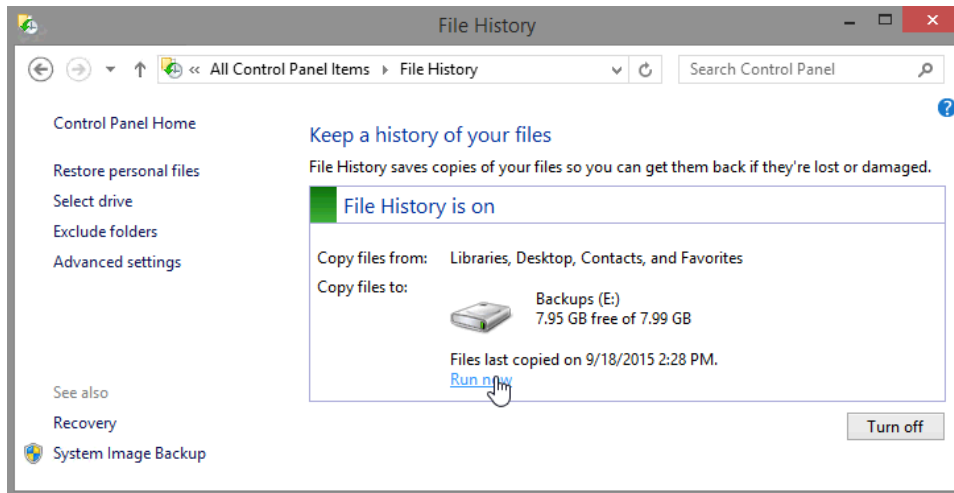 File History
« All Control Panel Items File History
Search Control Panel
?
Control Panel Home
Restore personal files
Select drive
Exclude folders
Advanced settings
See also
Recovery
System Image Backup
Keep a history of your files
File History saves copies of your files so you can get them back if they're lost or damaged.
File History is on
Copy files from: Libraries, Desktop, Contacts, and Favorites
Copy files to:
Backups (E:)
7.95 GB free of 7.99 GB
Files last copied on 9/18/2015 2:28 PM.
Run now
Turn off